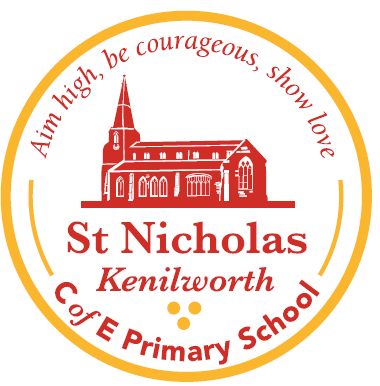 Aim high, be courageous, show love
St Nicholas
Kenilworth
C of E Primary School